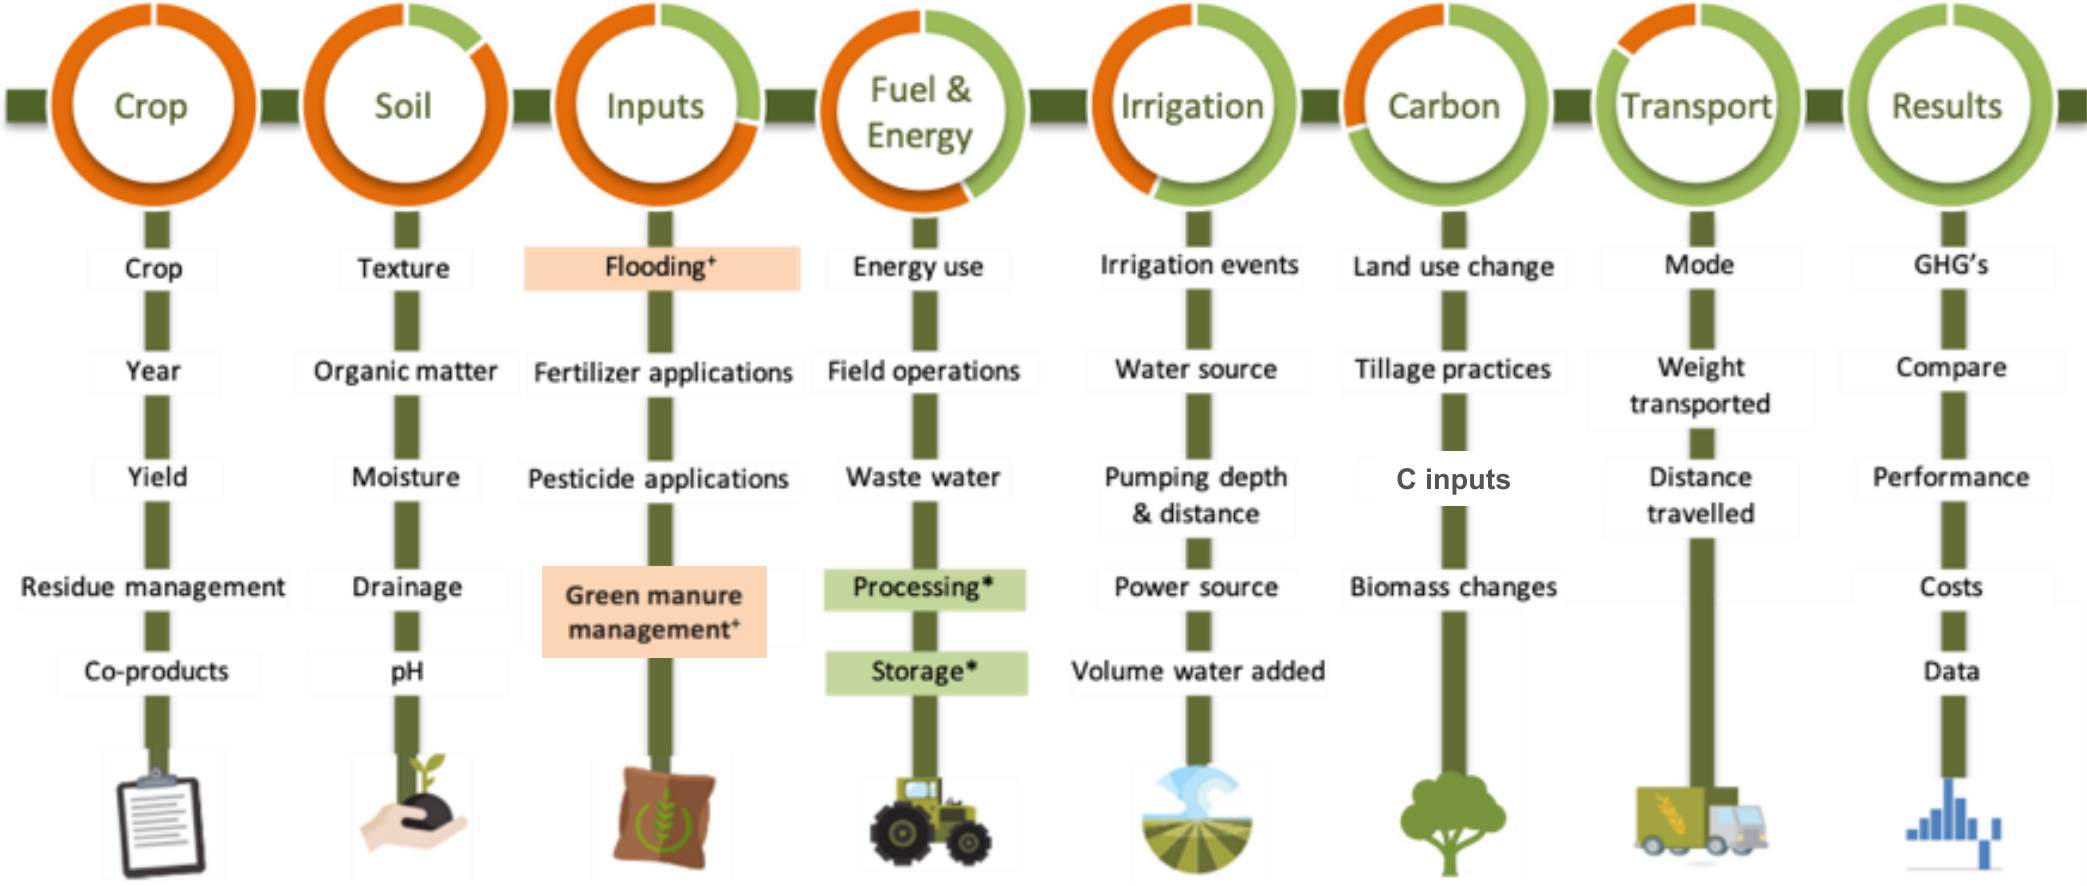 Crop
Soil
Inputs
Fuel &
Energy
Irrigation
Carbon
Transport
Results
Crop
Year
Yield
Residue management
Co-products
Texture
Organic matter
Moisture
Drainage
pH
Flooding⁺
Fertilizer applications
Pesticide applications
Green manure
management⁺
Energy use
Field operations
Waste water
Processing*
Storage*
Irrigation events
Water source
Pumping depth
& distance
Power source
Volume water added
Land use change
Tillage practices
C inputs
Biomass changes
Mode
Weight
transported
Distance
travelled
GHG's
Compare
Performance
Costs
Data